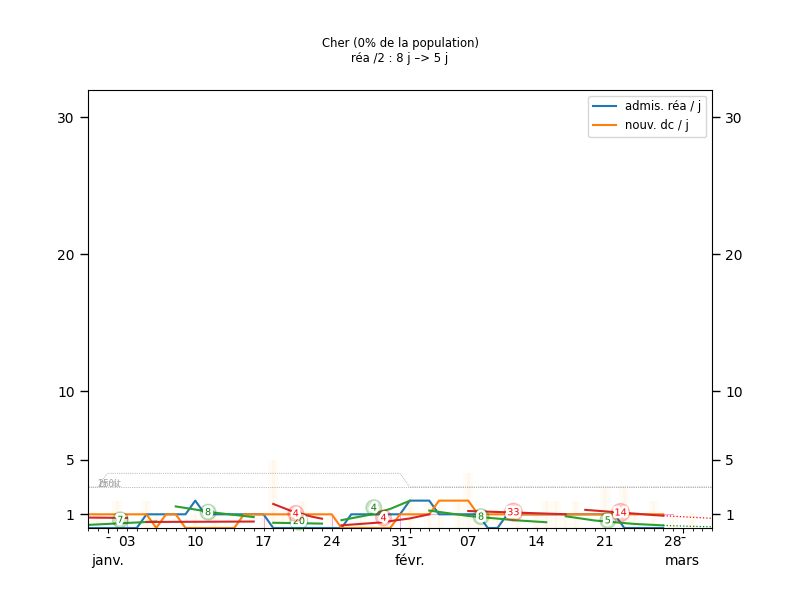 Cher (0% de la population)
réa /2 : 8 j –> 5 j
admis. réa / j
nouv. dc / j
30 30
20 20
10 10
5 5
1 1
7 8 4 20 4 4 8 33 5 14
03 10 17 24 31 07 14 21 28
janv. févr. mars